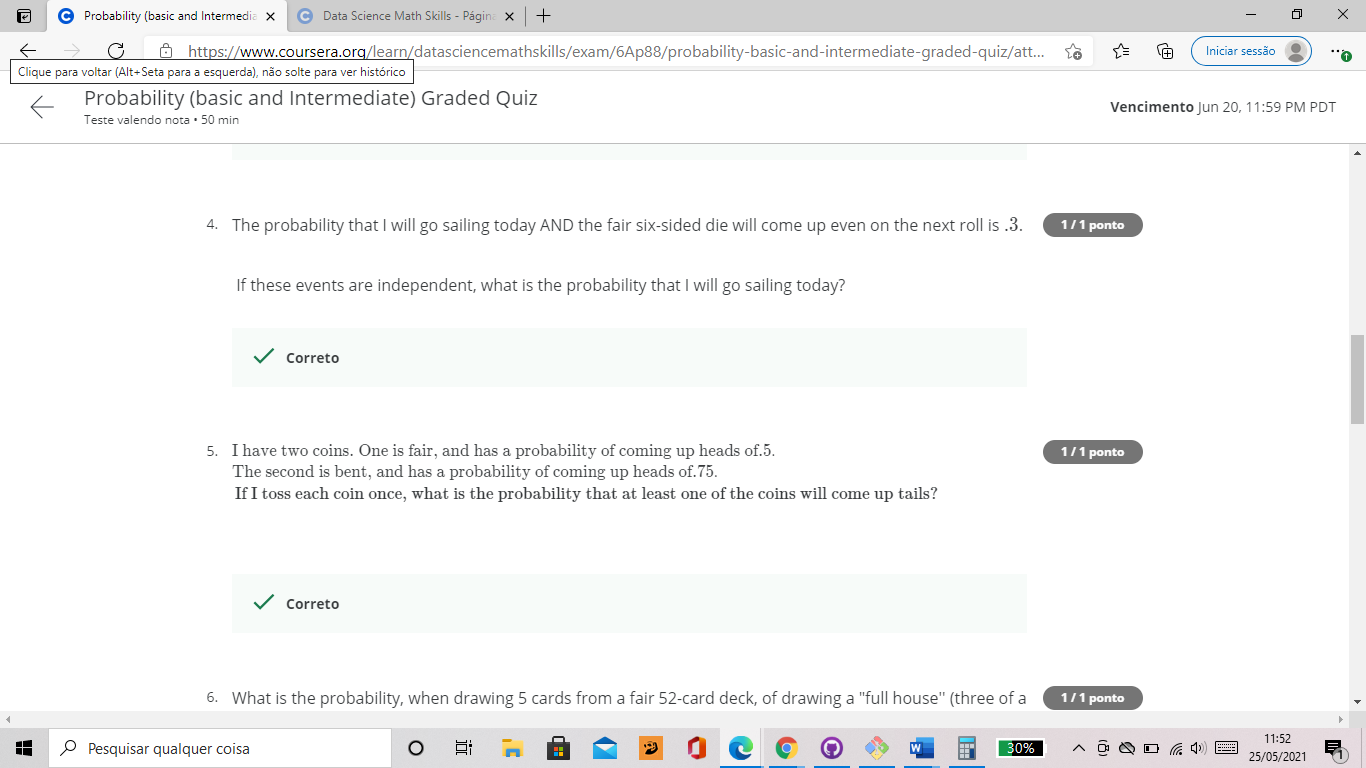 Probability (basic and Intermedia
Data Science Math Skills - Págin
https://www.coursera.org/learn/datasciencemathskills/exam/6Ap88/probability-basic-and-intermediate-graded-quiz/att...
Iniciar sessão
Clique para voltar (Alt+Seta para a esquerda), não solte para ver histórico
Probability (basic and Intermediate) Graded Quiz
Teste valendo nota • 50 min
Vencimento Jun 20, 11:59 PM PDT
4. The probability that I will go sailing today AND the fair six-sided die will come up even on the next roll is .3.
1 / 1 ponto
If these events are independent, what is the probability that I will go sailing today?
Correto
5. I have two coins. One is fair, and has a probability of coming up heads of.5.
1 / 1 ponto
The second is bent, and has a probability of coming up heads of.75.
If I toss each coin once, what is the probability that at least one of the coins will come up tails?
Correto
6. What is the probability, when drawing 5 cards from a fair 52-card deck, of drawing a "full house" (three of a
1 / 1 ponto
Pesquisar qualquer coisa
30%
11:52
25/05/2021
1